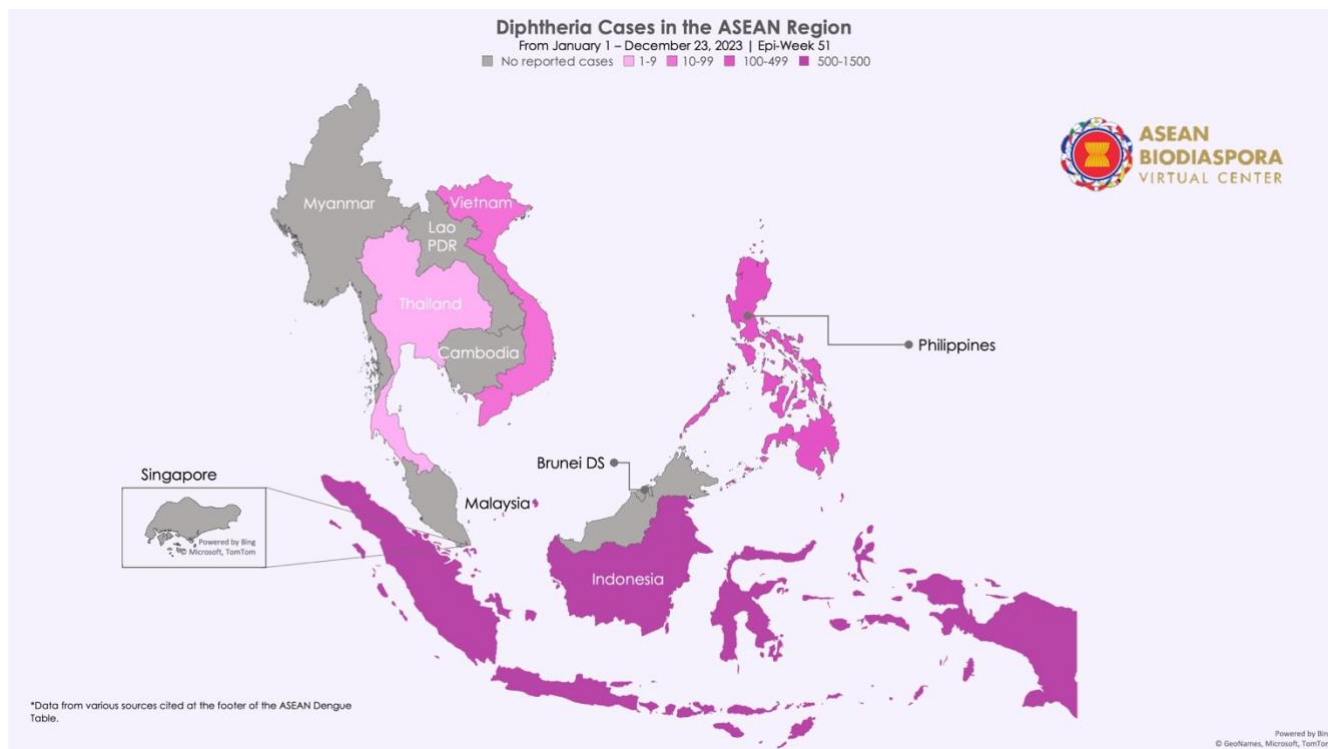 Diphtheria Cases in the ASEAN Region
From January 1 – December 23, 2023 | Epi-Week 51
No reported cases 1-9 10-99 100-499 500-1500
ASEAN
BIODIASPORA
VIRTUAL CENTER
Myanmar
Vietnam
Lao
PDR
Thailand
Cambodia
Philippines
Brunei DS
Singapore
Malaysia
Powered by Bing
© Microsoft, TomTom
Indonesia
*Data from various sources cited at the footer of the ASEAN Dengue
Table.
Powered by Bing
© GeoNames, Microsoft, TomTom